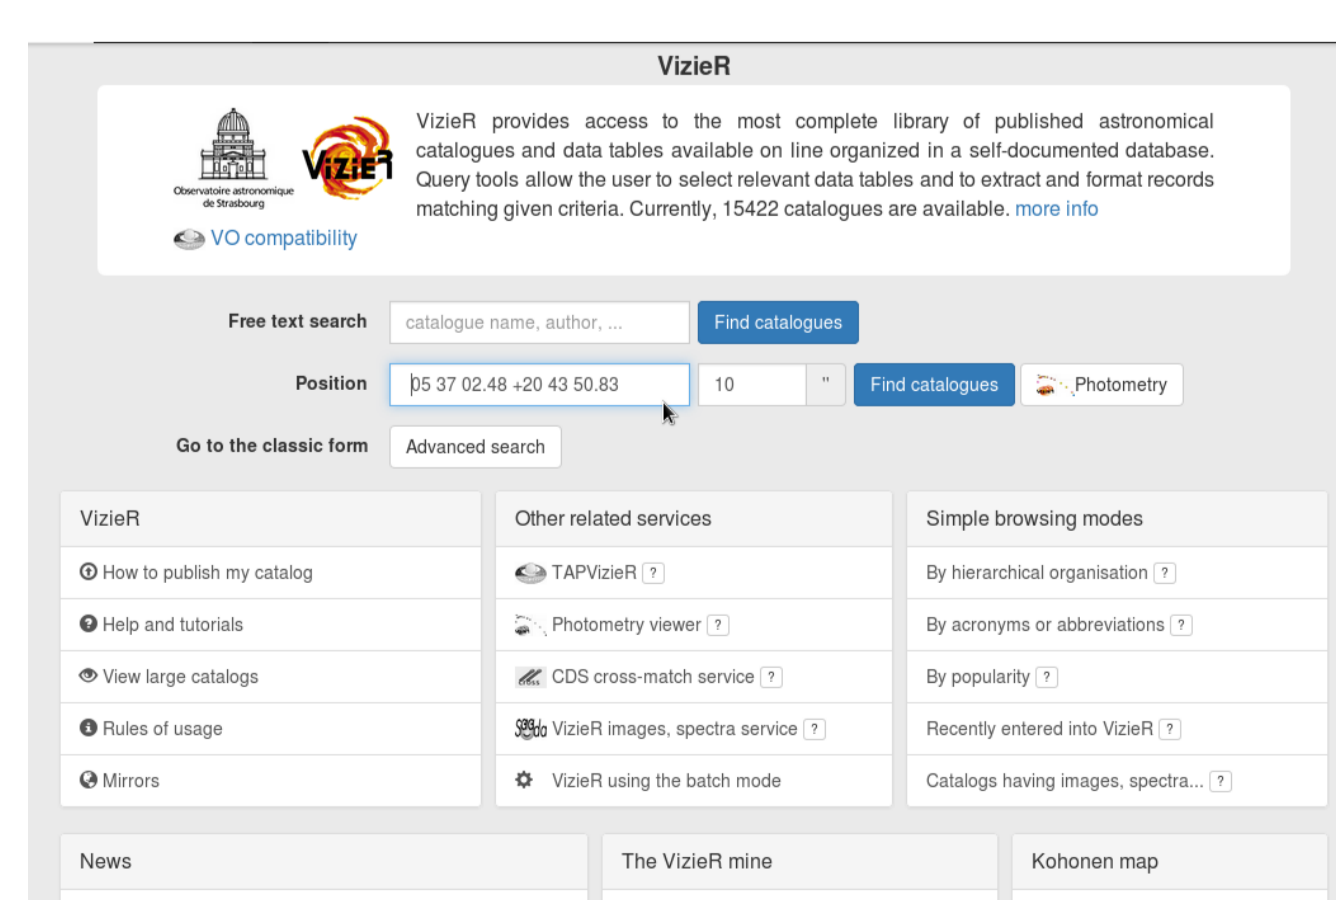 VizieR
Observatoire astronomique
de Strasbourg
VizieR
VO compatibility
VizieR provides access to the most complete library of published astronomical
catalogues and data tables available on line organized in a self-documented database.
Query tools allow the user to select relevant data tables and to extract and format records
matching given criteria. Currently, 15422 catalogues are available. more info
Free text search catalogue name, author, ... Find catalogues
Position 05 37 02.48 +20 43 50.83 10 " Find catalogues Photometry
Go to the classic form Advanced search
VizieR
How to publish my catalog
Help and tutorials
View large catalogs
Rules of usage
Mirrors
Other related services
TAPVizieR ?
Photometry viewer ?
CDS cross-match service ?
VizieR images, spectra service ?
VizieR using the batch mode
Simple browsing modes
By hierarchical organisation ?
By acronyms or abbreviations ?
By popularity ?
Recently entered into VizieR ?
Catalogs having images, spectra... ?
News
The VizieR mine
Kohonen map